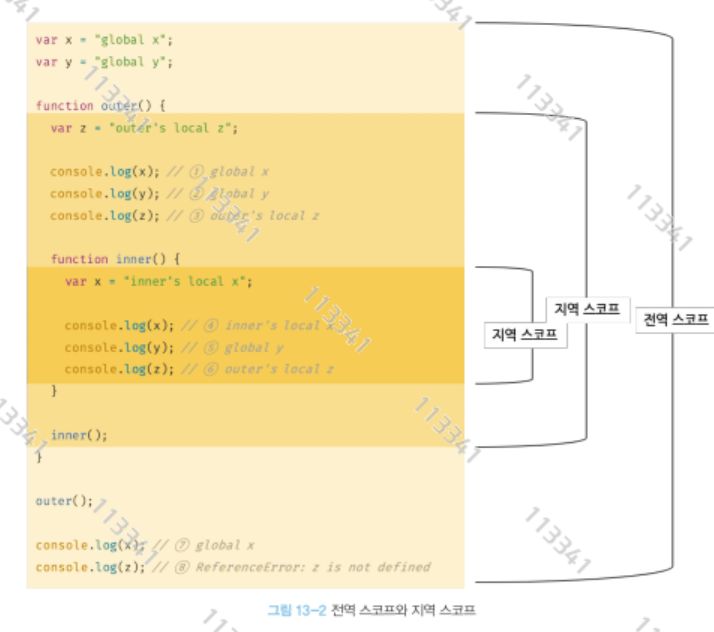 var x = "global x";
var y = "global y";
function outer() {
var z = "outer's local z";
console.log(x); // ① global x
console.log(y); // ② global y
console.log(z); // ③ outer's local z
function inner() {
var x = "inner's local x";
console.log(x); // ④ inner's local x
console.log(y); // ⑤ global y
console.log(z); // ⑥ outer's local z
}
inner();
}
outer();
console.log(x); // ⑦ global x
console.log(z); // ⑧ ReferenceError: z is not defined
지역 스코프
지역 스코프
전역 스코프
그림 13-2 전역 스코프와 지역 스코프
113341
113341
113341
113341
113341
113341
113341
113341
113341